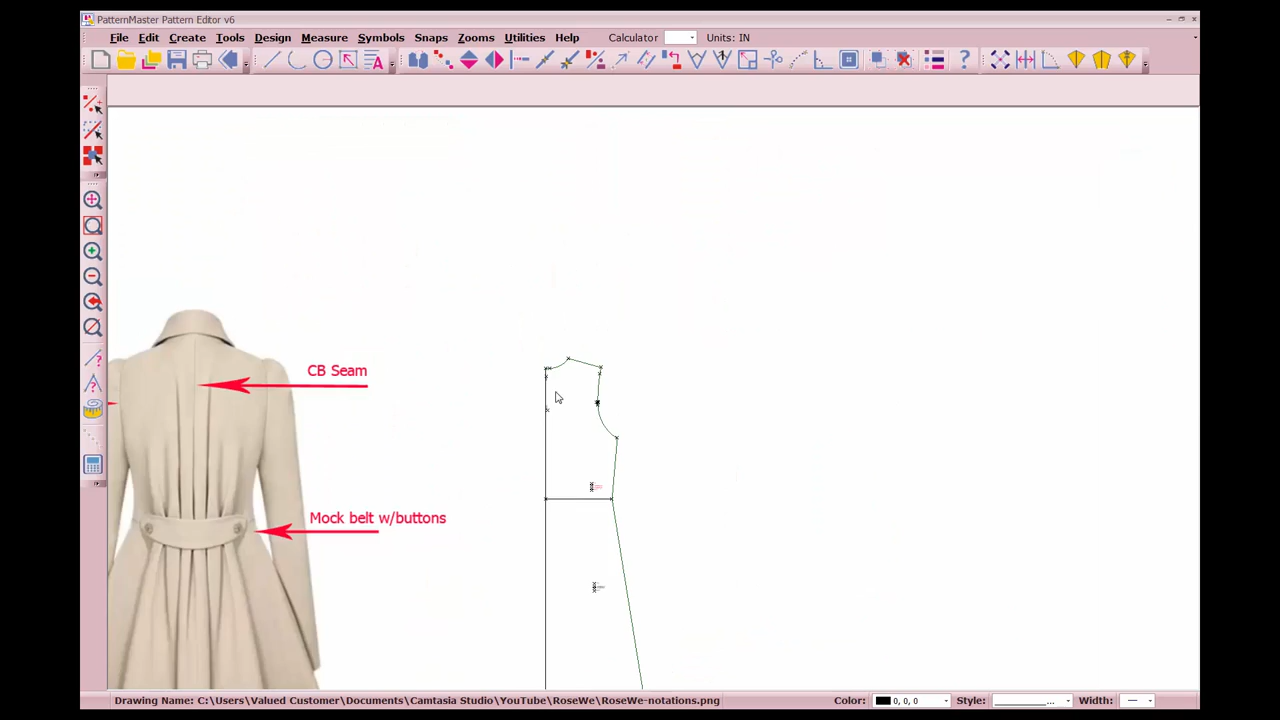 PatternMaster Pattern Editor v6
File Edit Create Tools Design Measure Symbols Snaps Zooms Utilities Help Calculator Units: IN
CB Seam
Mock belt w/buttons
Drawing Name: C:\Users\Valued Customer\Documents\Camtasia Studio\YouTube\RoseWe\RoseWe-notations.png Color: 0, 0, 0 Style: Width: